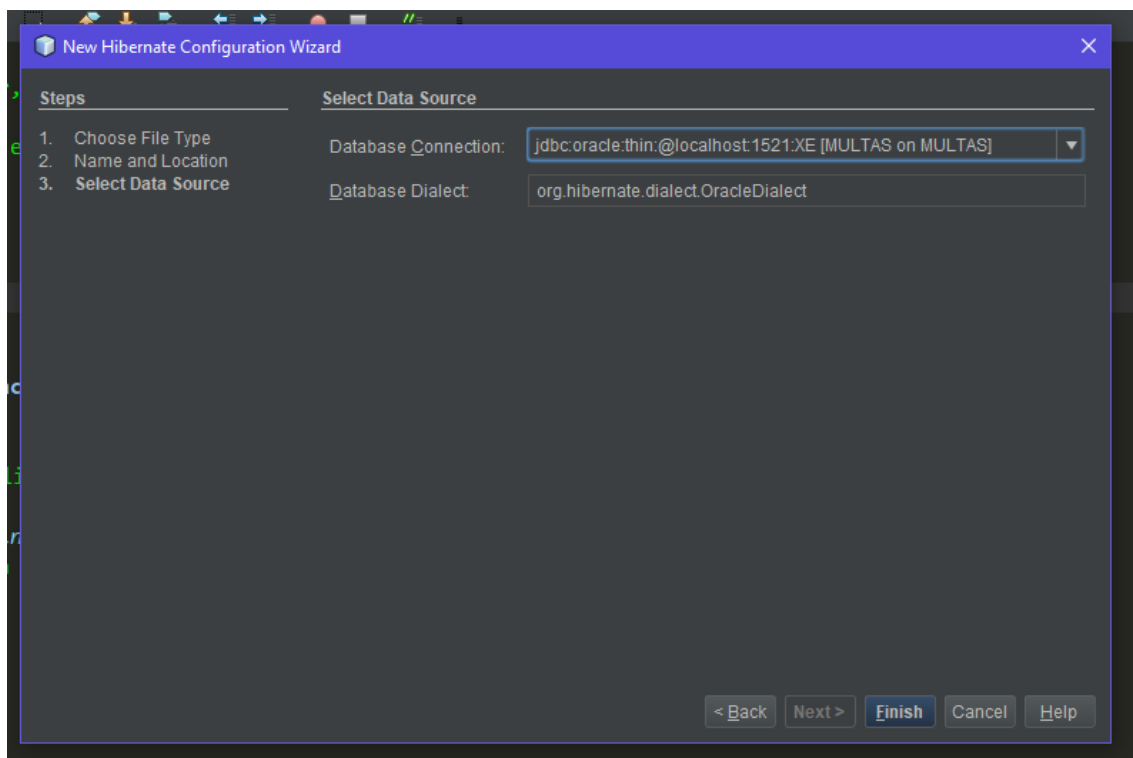 New Hibernate Configuration Wizard
Steps
1. Choose File Type
2. Name and Location
3. Select Data Source
Select Data Source
Database Connection: jdbc:oracle:thin:@localhost:1521:XE [MULTAS on MULTAS]
Database Dialect: org.hibernate.dialect.OracleDialect
< Back Next > Finish Cancel Help